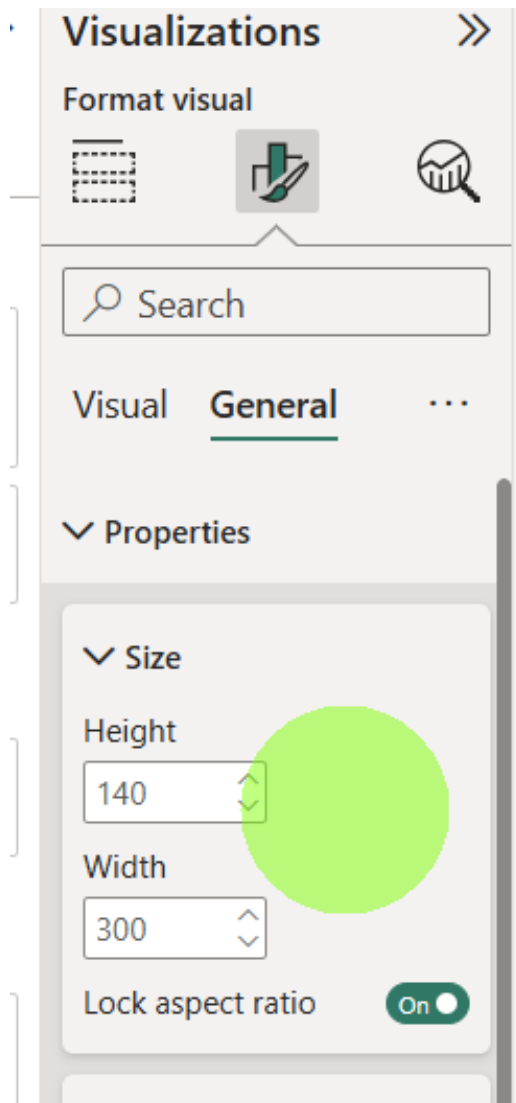 Visualizations
Format visual
Search
Visual General ...
Properties
Size
Height
140
Width
300
Lock aspect ratio On